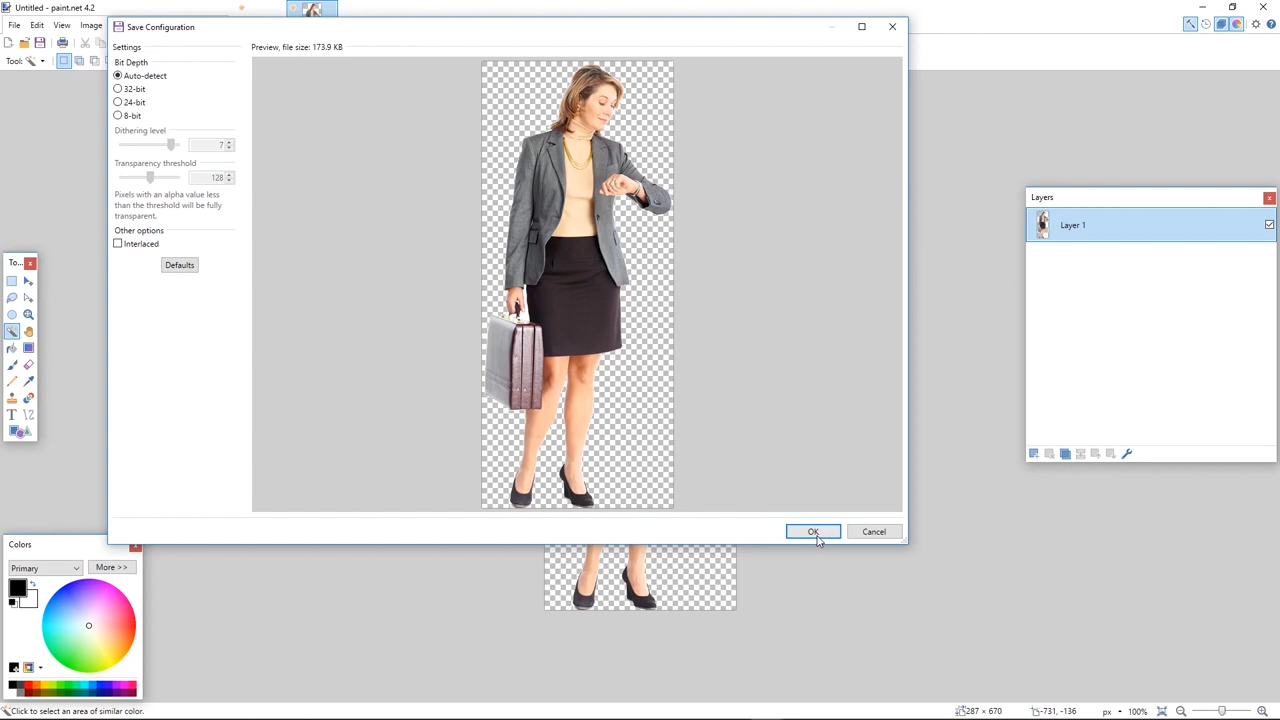 Untitled - paint.net 4.2
File Edit View Image
Tool:
Save Configuration
Settings
Bit Depth
Auto-detect
32-bit
24-bit
8-bit
Dithering level
7
Transparency threshold
128
Pixels with an alpha value less
than the threshold will be fully
transparent.
Other options
Interlaced
Defaults
Preview, file size: 173.9 KB
OK
Cancel
To...
Layers
Layer 1
Colors
Primary
More >>
Click to select an area of similar color.
287 × 670
-731, -136
px
100%